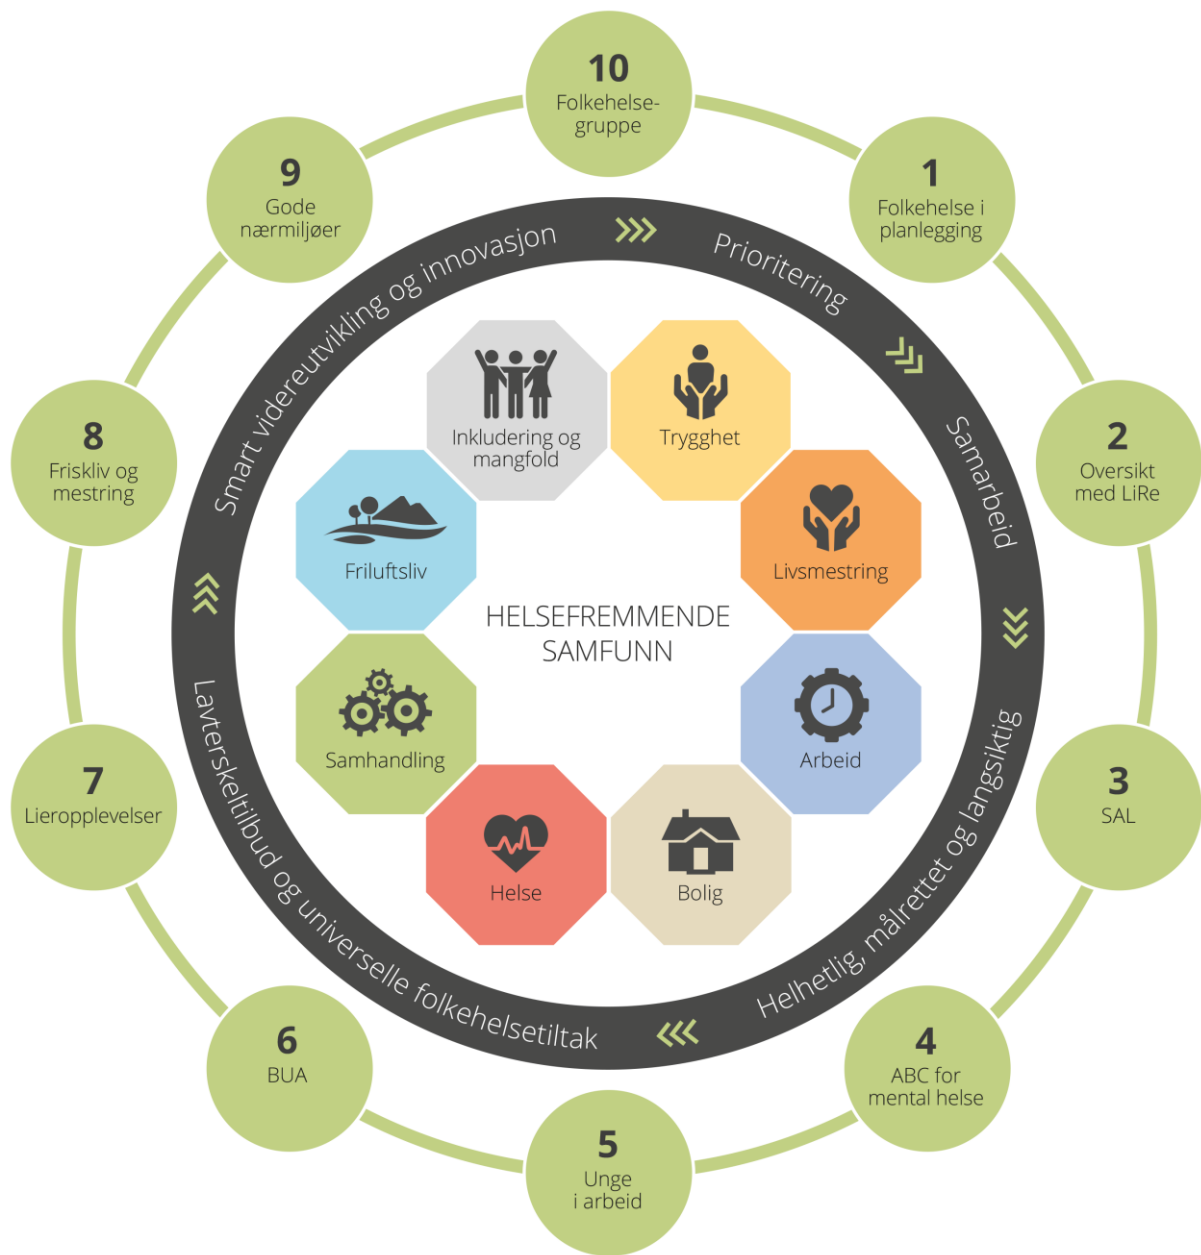 10
Folkehelse-
gruppe
1
Folkehelse i
planlegging
2
Oversikt
med LiRe
3
SAL
4
ABC for
mental helse
5
Unge
i arbeid
6
BUA
7
Lieropplevelser
8
Friskliv og
mestring
9
Gode
nærmiljøer
Prioritering
Samarbeid
Helhetlig, målrettet og langsiktig
Lavterskeltilbud og universelle folkehelsetiltak
Smart videreutvikling og innovasjon
Inkludering og
mangfold
Trygghet
Livsmestring
Arbeid
Bolig
Helse
Samhandling
Friluftsliv
HELSEFREMMENDE
SAMFUNN